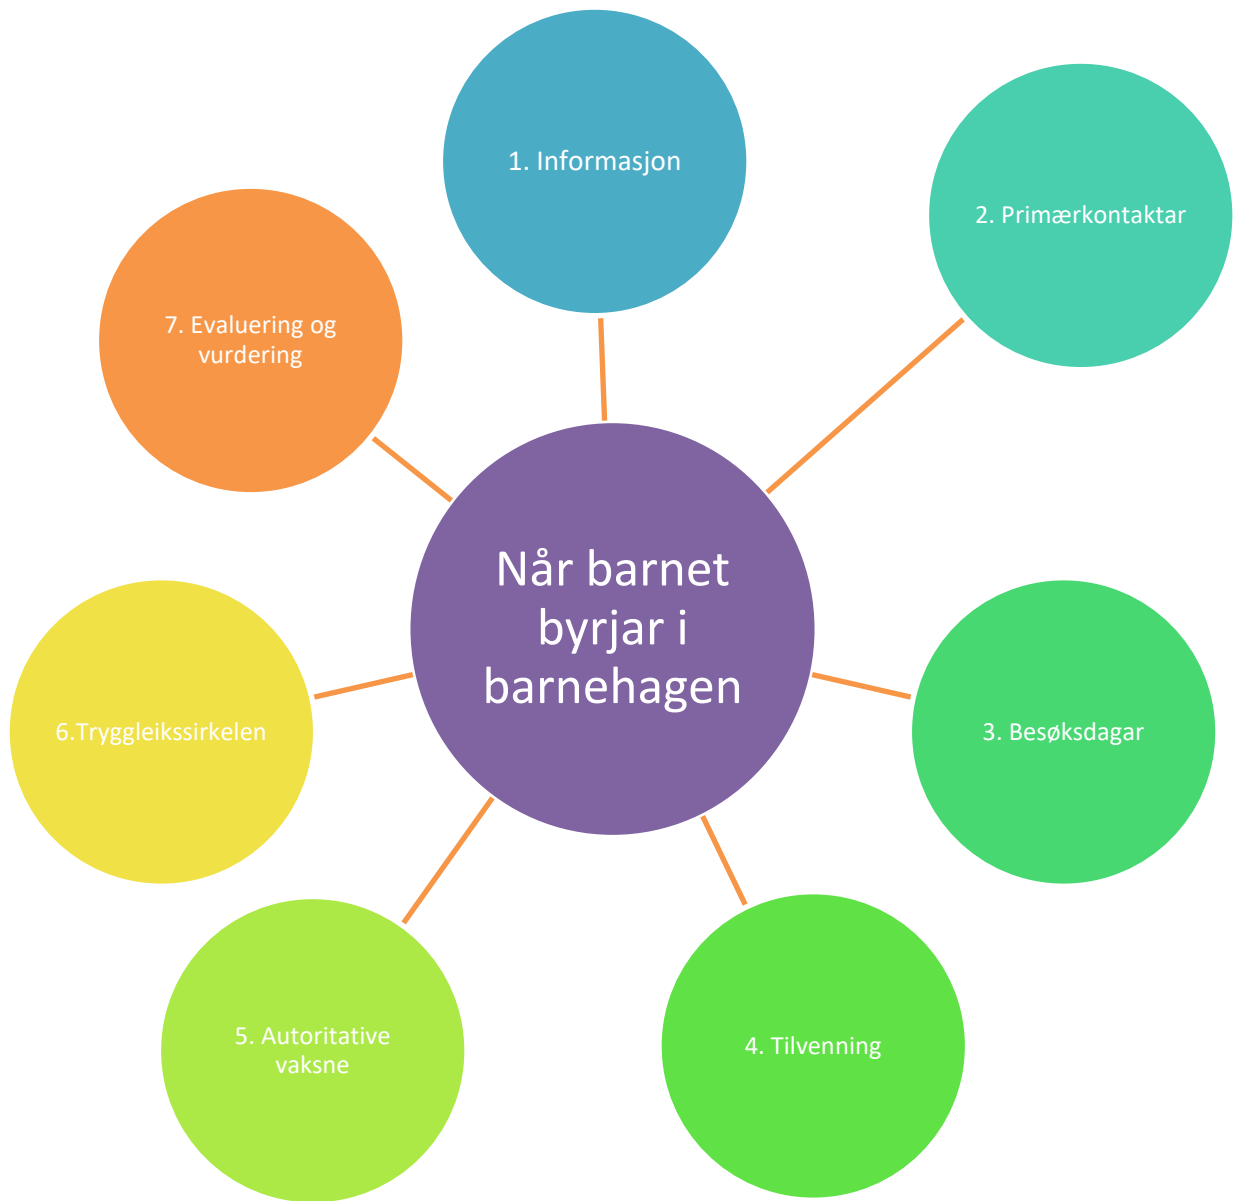 1. Informasjon
2. Primærkontaktar
7. Evaluering og
vurdering
Når barnet
byrjar i
barnehagen
6.Tryggleikssirkelen
3. Besøksdagar
5. Autoritative
vaksne
4. Tilvenning